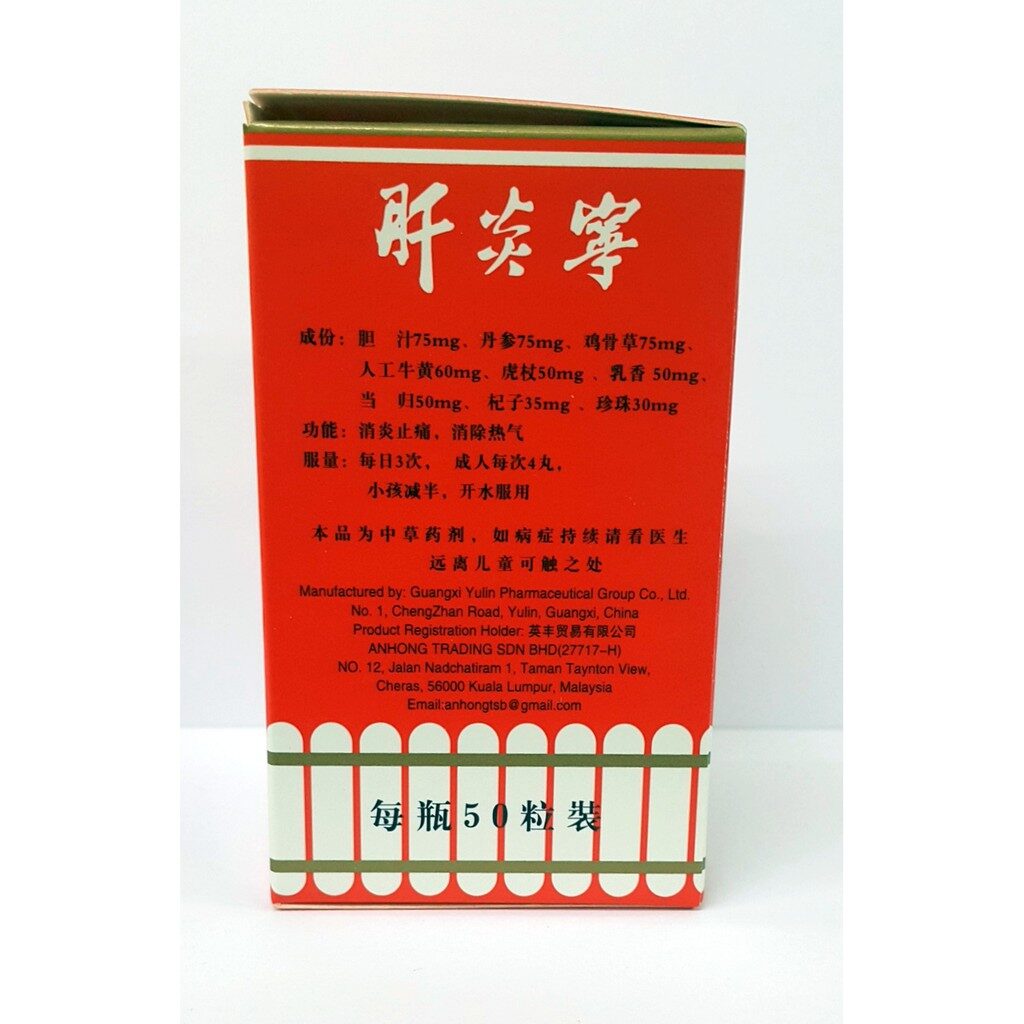 肝炎寧
成份：胆 汁75mg、丹参75mg、鸡骨草75mg、
人工牛黄60mg、虎杖50mg 、乳香 50mg、
当 归50mg、 杞子35mg 、珍珠30mg
功能：消炎止痛，消除热气
服量：每日3次， 成人每次4丸，
小孩减半，开水服用
本品为中草药剂，如病症持续请看医生
远离儿童可触之处
Manufactured by: Guangxi Yulin Pharmaceutical Group Co., Ltd.
No. 1, ChengZhan Road, Yulin, Guangxi, China
Product Registration Holder: 英丰贸易有限公司
ANHONG TRADING SDN BHD(27717-H)
NO. 12, Jalan Nadchatiram 1, Taman Taynton View,
Cheras, 56000 Kuala Lumpur, Malaysia
Email:anhongtsb@gmail.com
每瓶50粒裝